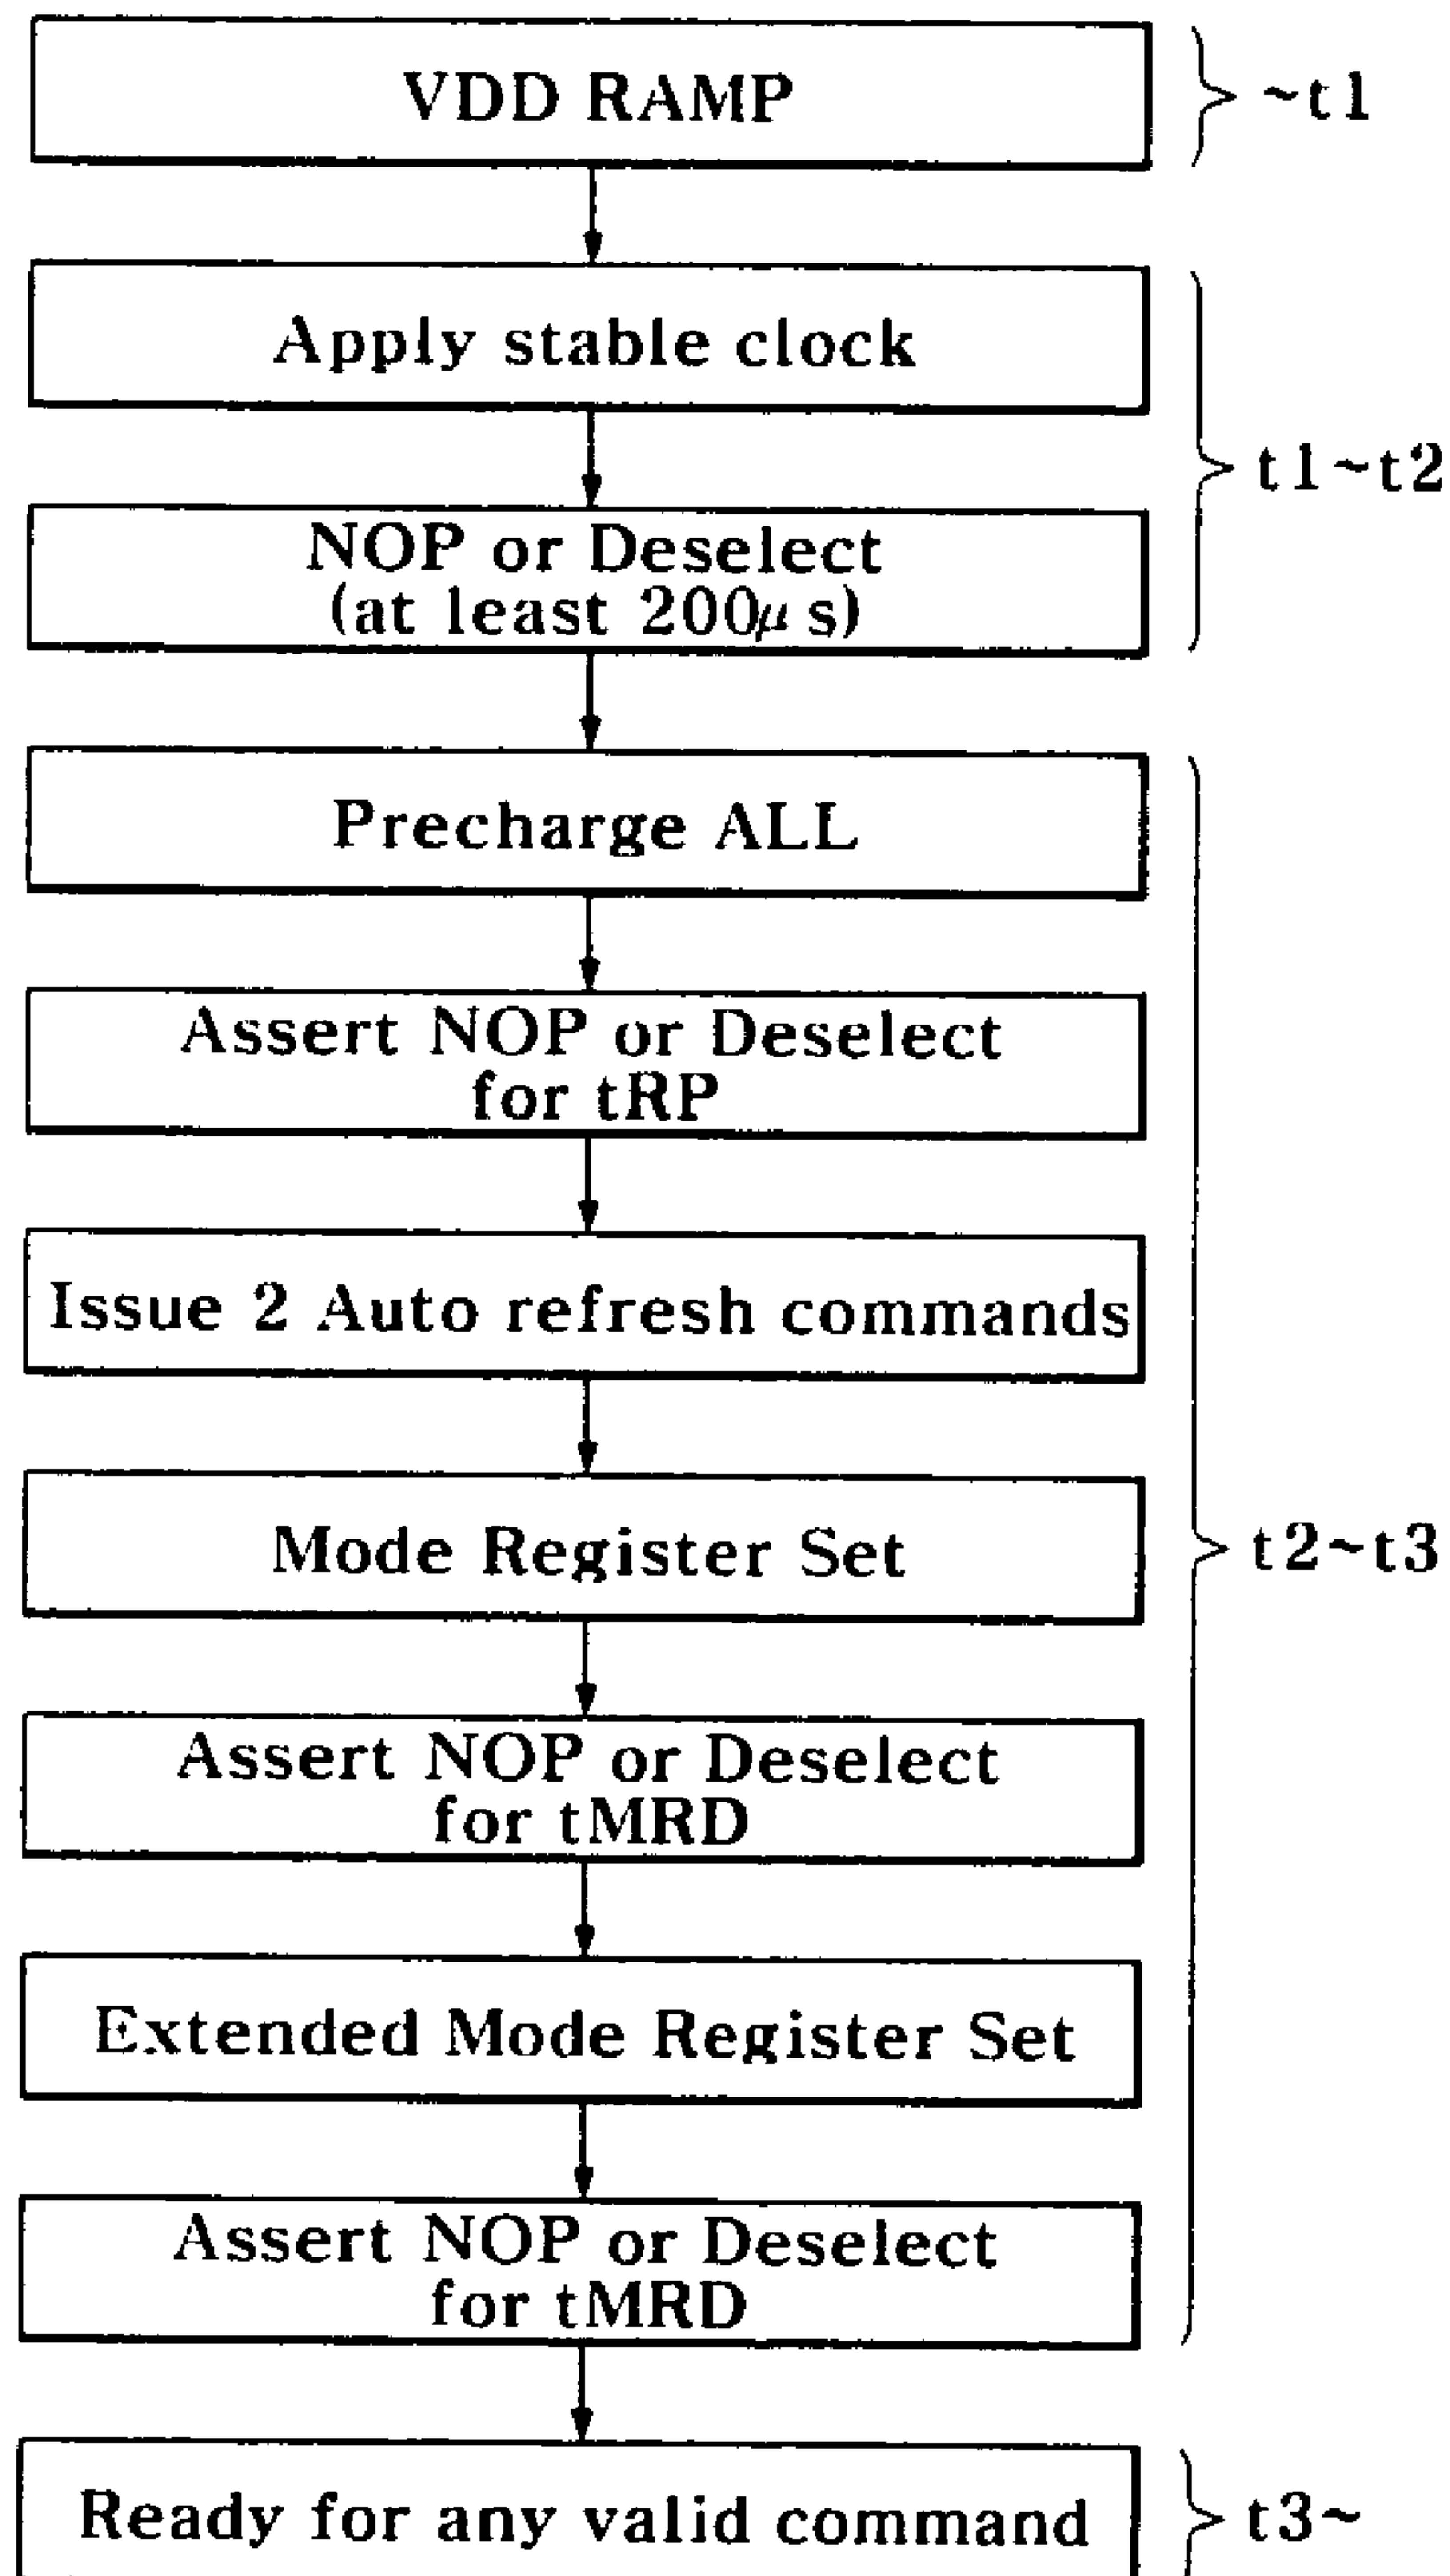 VDD RAMP
~t1
Apply stable clock
t1~t2
NOP or Deselect
(at least 200μs)
Precharge ALL
Assert NOP or Deselect
for tRP
Issue 2 Auto refresh commands
Mode Register Set
t2~t3
Assert NOP or Deselect
for tMRD
Extended Mode Register Set
Assert NOP or Deselect
for tMRD
Ready for any valid command
t3~